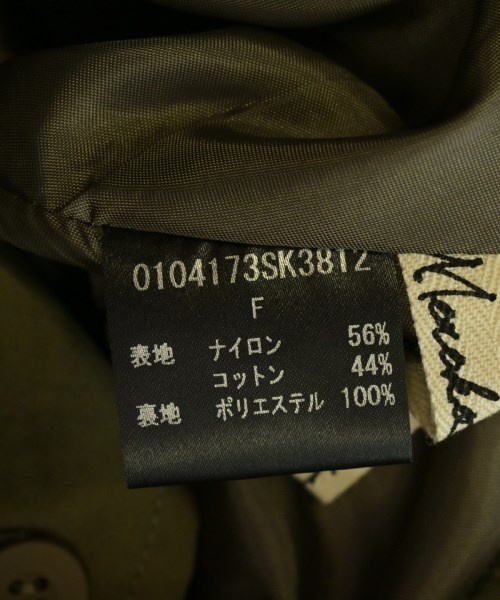 0104173SK38TZ
F
表地 ナイロン 56%
コットン 44%
裏地 ポリエステル 100%